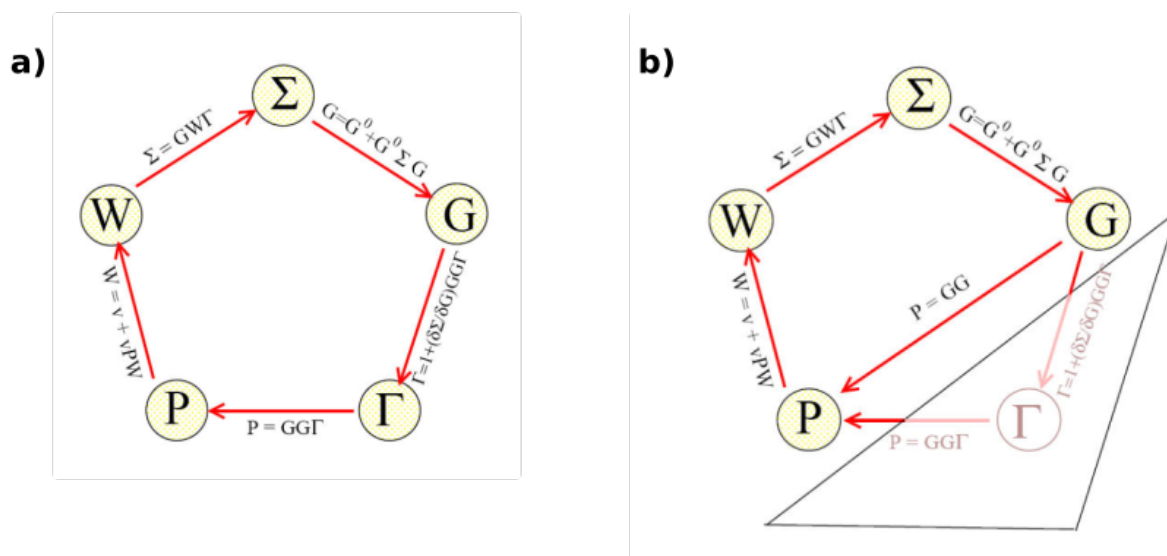 a)
Σ
Σ = GWΓ
G=G⁰+G⁰Σ G
W
G
W = v + vPW
Γ=1+(δΣ/δG)GGΓ
P
Γ
P = GGΓ
b)
Σ
Σ = GWΓ
G=G⁰+G⁰Σ G
W
G
P = GG
W = v + vPW
Γ=1+(δΣ/δG)GGΓ
P
Γ
P = GGΓ